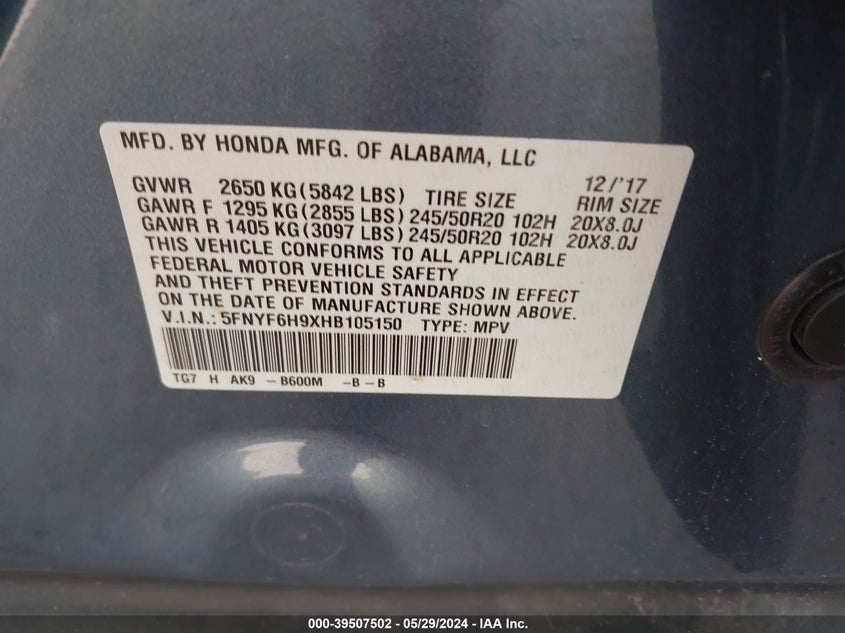 MFD. BY HONDA MFG. OF ALABAMA, LLC
12/'17
GVWR 2650 KG (5842 LBS) TIRE SIZE RIM SIZE
GAWR F 1295 KG (2855 LBS) 245/50R20 102H 20X8.0J
GAWR R 1405 KG (3097 LBS) 245/50R20 102H 20X8.0J
THIS VEHICLE CONFORMS TO ALL APPLICABLE
FEDERAL MOTOR VEHICLE SAFETY
AND THEFT PREVENTION STANDARDS IN EFFECT
ON THE DATE OF MANUFACTURE SHOWN ABOVE.
V.I.N.: 5FNYF6H9XHB105150 TYPE: MPV
TG7 H AK9 - B600M - B - B
000-39507502 - 05/29/2024 - IAA Inc.